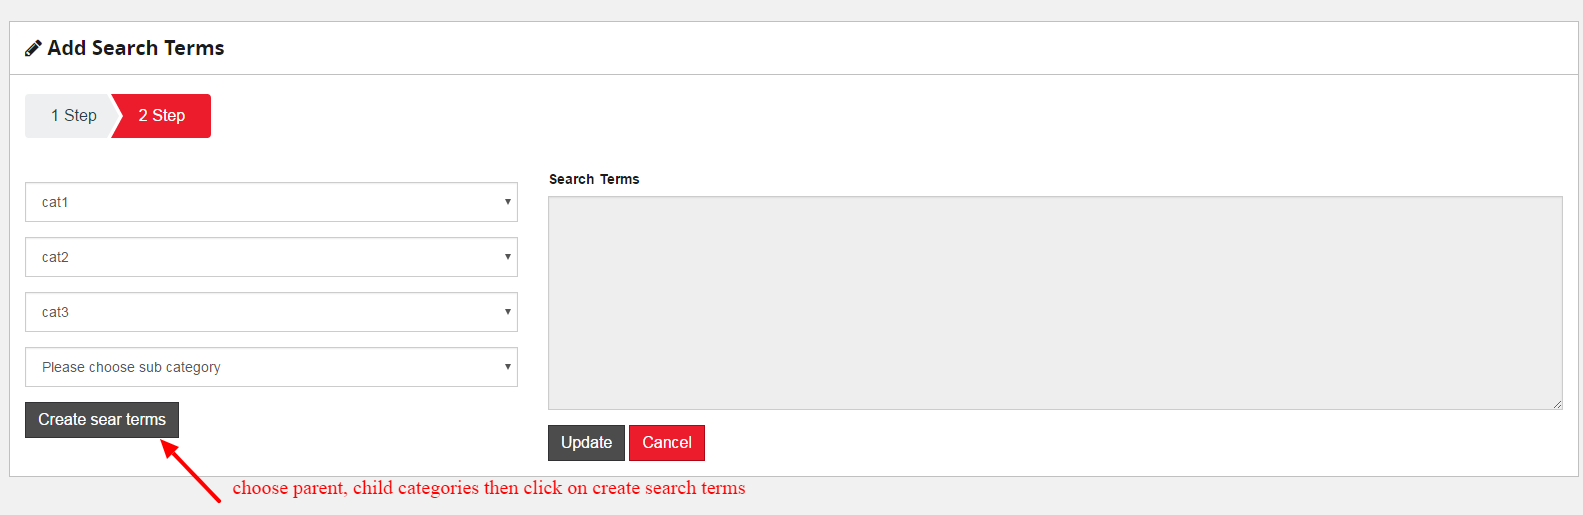 Add Search Terms
1 Step
2 Step
cat1
cat2
cat3
Please choose sub category
Create sear terms
Search Terms
Update
Cancel
choose parent, child categories then click on create search terms